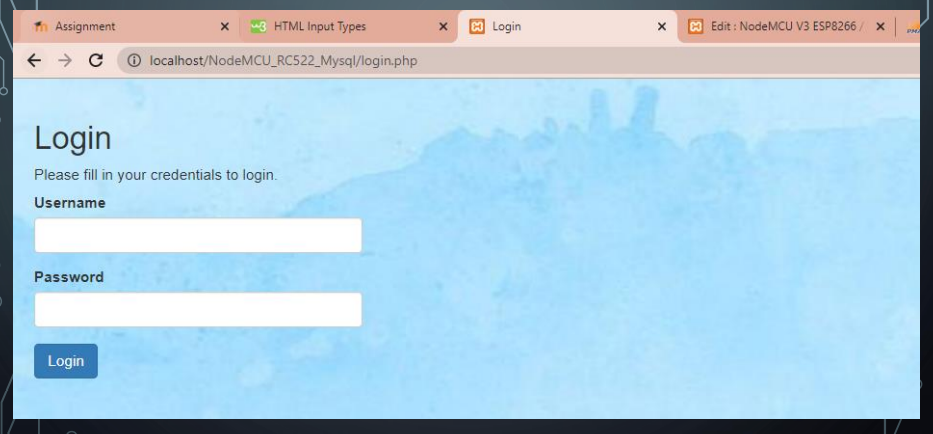 Assignment
HTML Input Types
Login
Edit : NodeMCU V3 ESP8266 /
localhost/NodeMCU_RC522_Mysql/login.php
Login
Please fill in your credentials to login.
Username
Password
Login